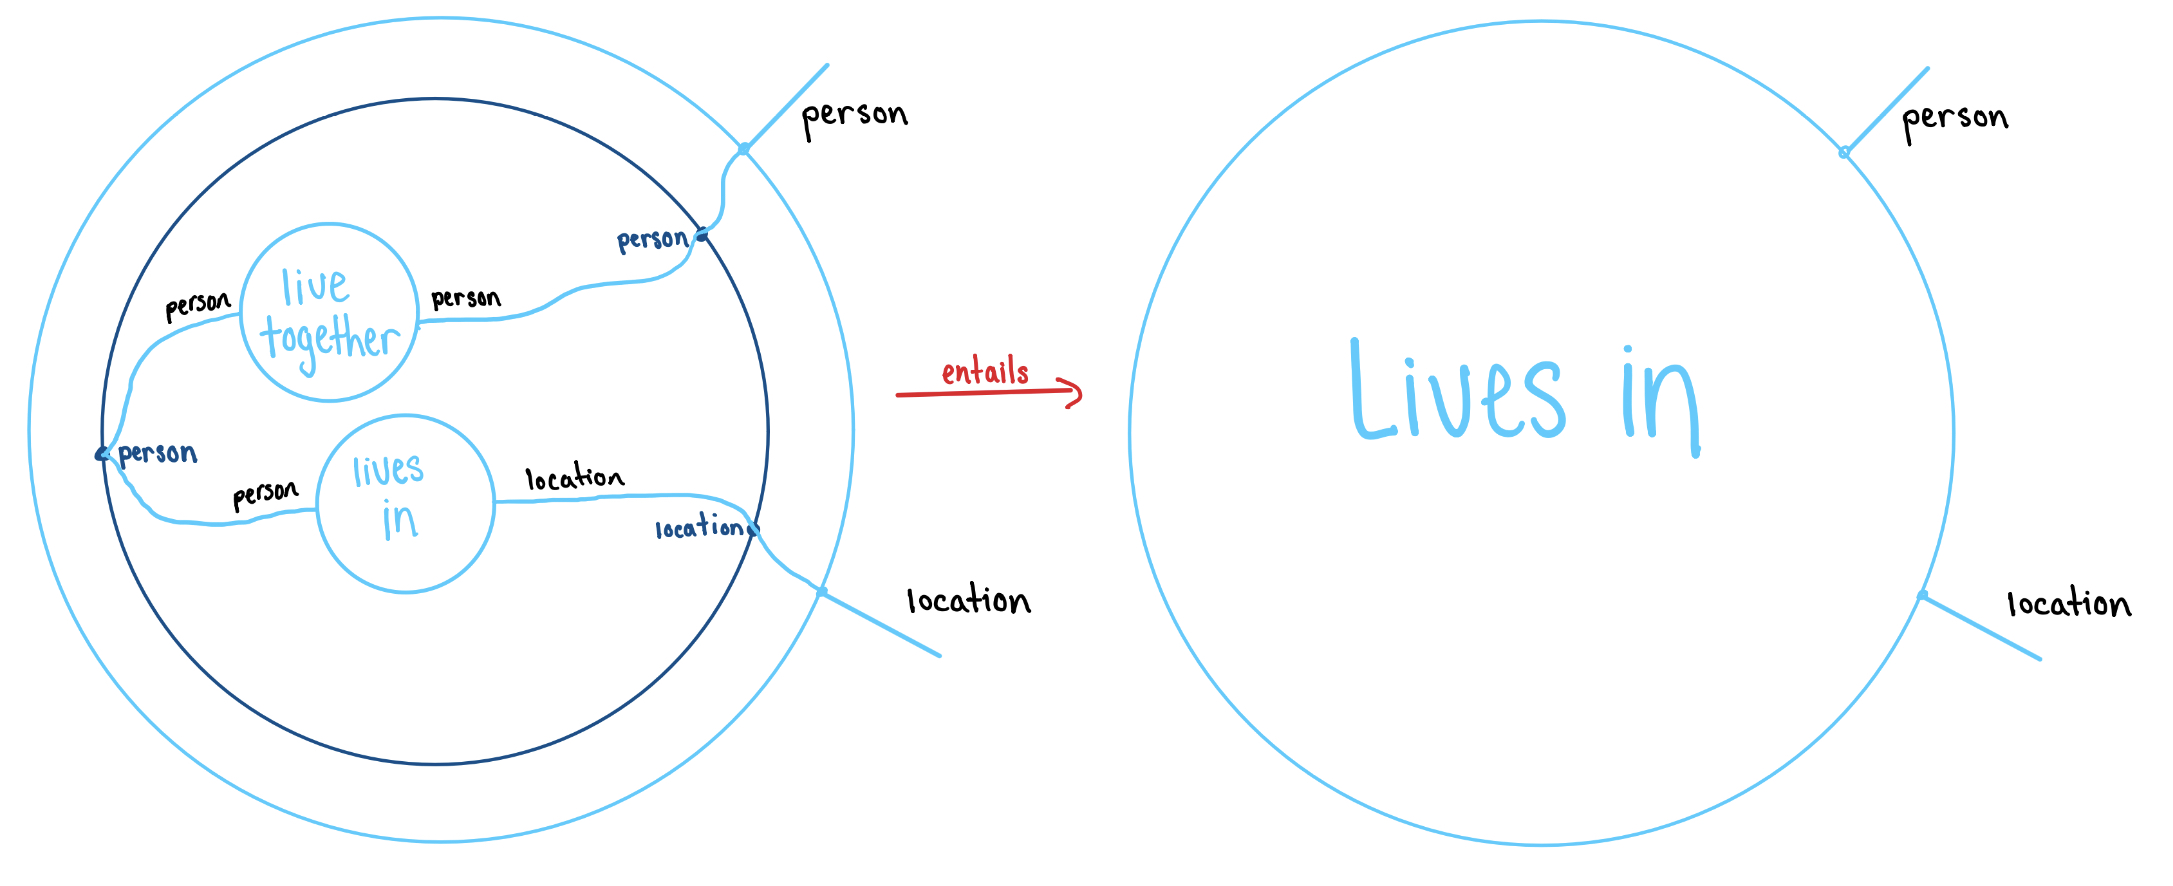 person
person
live
together
person
person
person
lives
in
person
location
location
location
entails
Lives in
person
location